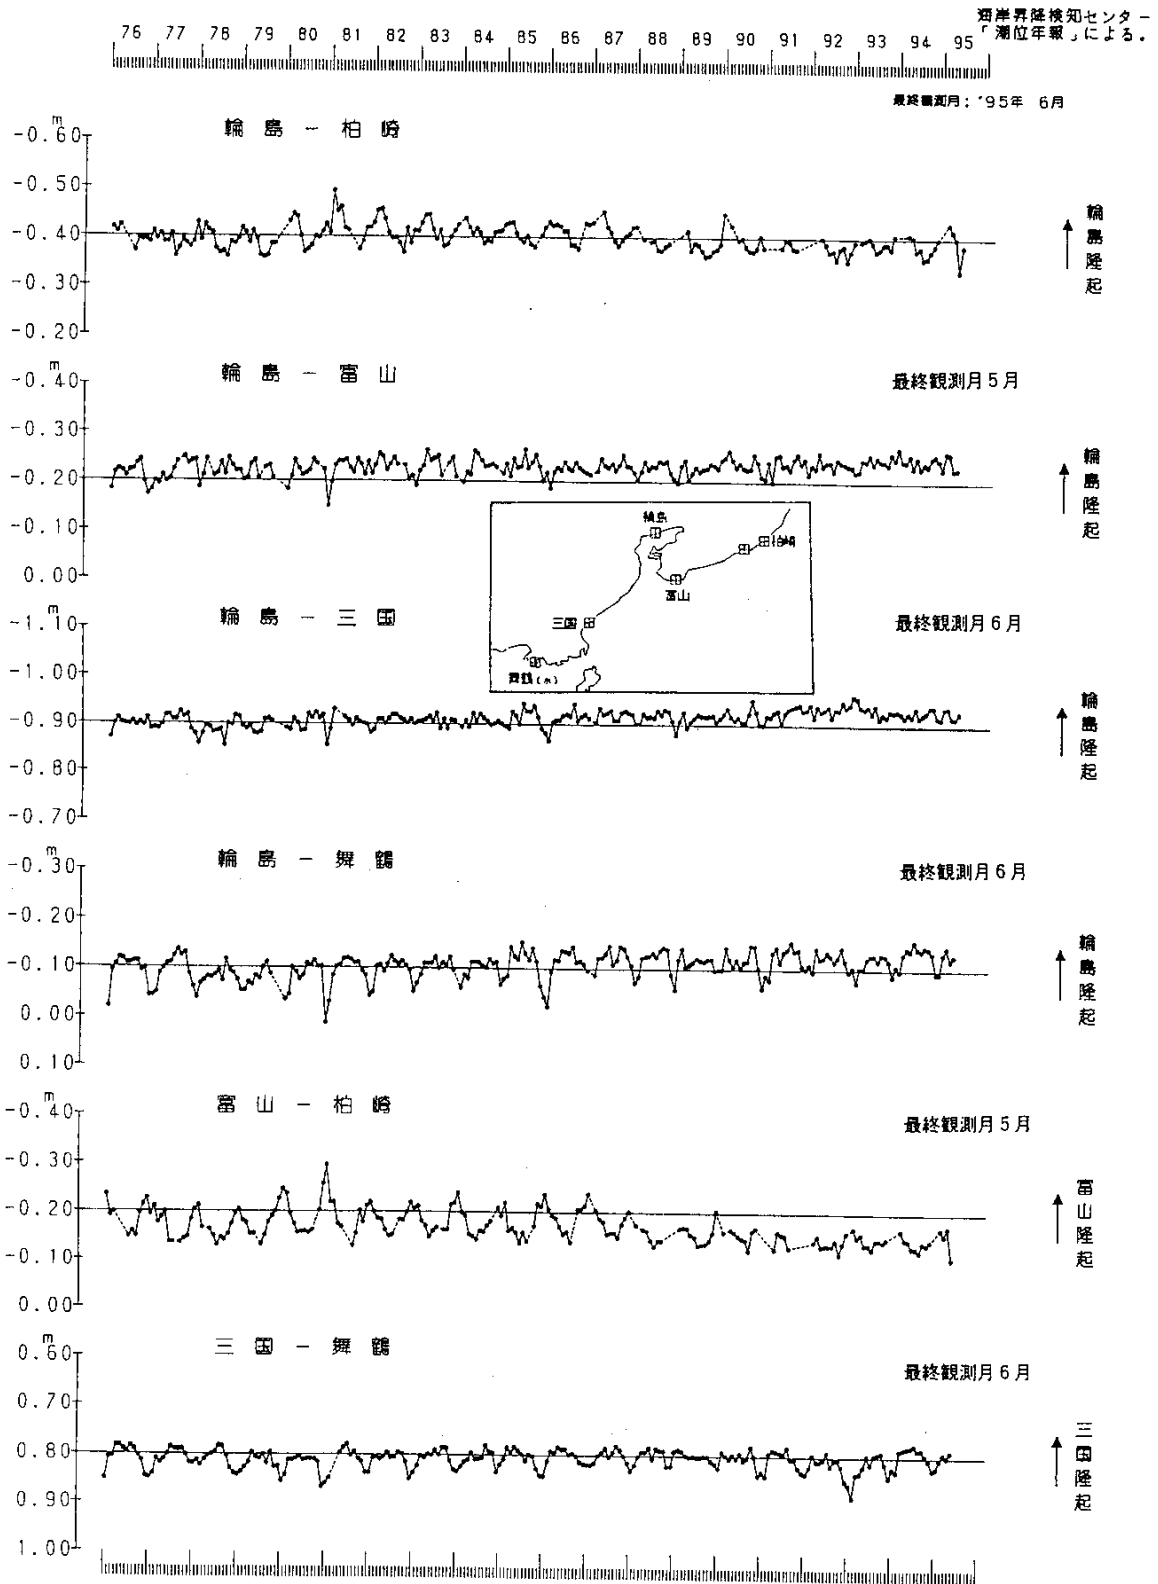 海岸昇降検知センター
「潮位年報」による.
76 77 78 79 80 81 82 83 84 85 86 87 88 89 90 91 92 93 94 95
最終観測月: '95年 6月
輪島－柏崎
m
-0.60
-0.50
-0.40
-0.30
-0.20
輪島隆起
輪島－富山
最終観測月5月
m
-0.40
-0.30
-0.20
-0.10
0.00
輪島隆起
輪島
柏崎
富山
三国
舞鶴(水)
輪島－三国
最終観測月6月
m
-1.10
-1.00
-0.90
-0.80
-0.70
輪島隆起
輪島－舞鶴
最終観測月6月
m
-0.30
-0.20
-0.10
0.00
0.10
輪島隆起
富山－柏崎
最終観測月5月
m
-0.40
-0.30
-0.20
-0.10
0.00
富山隆起
三国－舞鶴
最終観測月6月
m
0.60
0.70
0.80
0.90
1.00
三国隆起